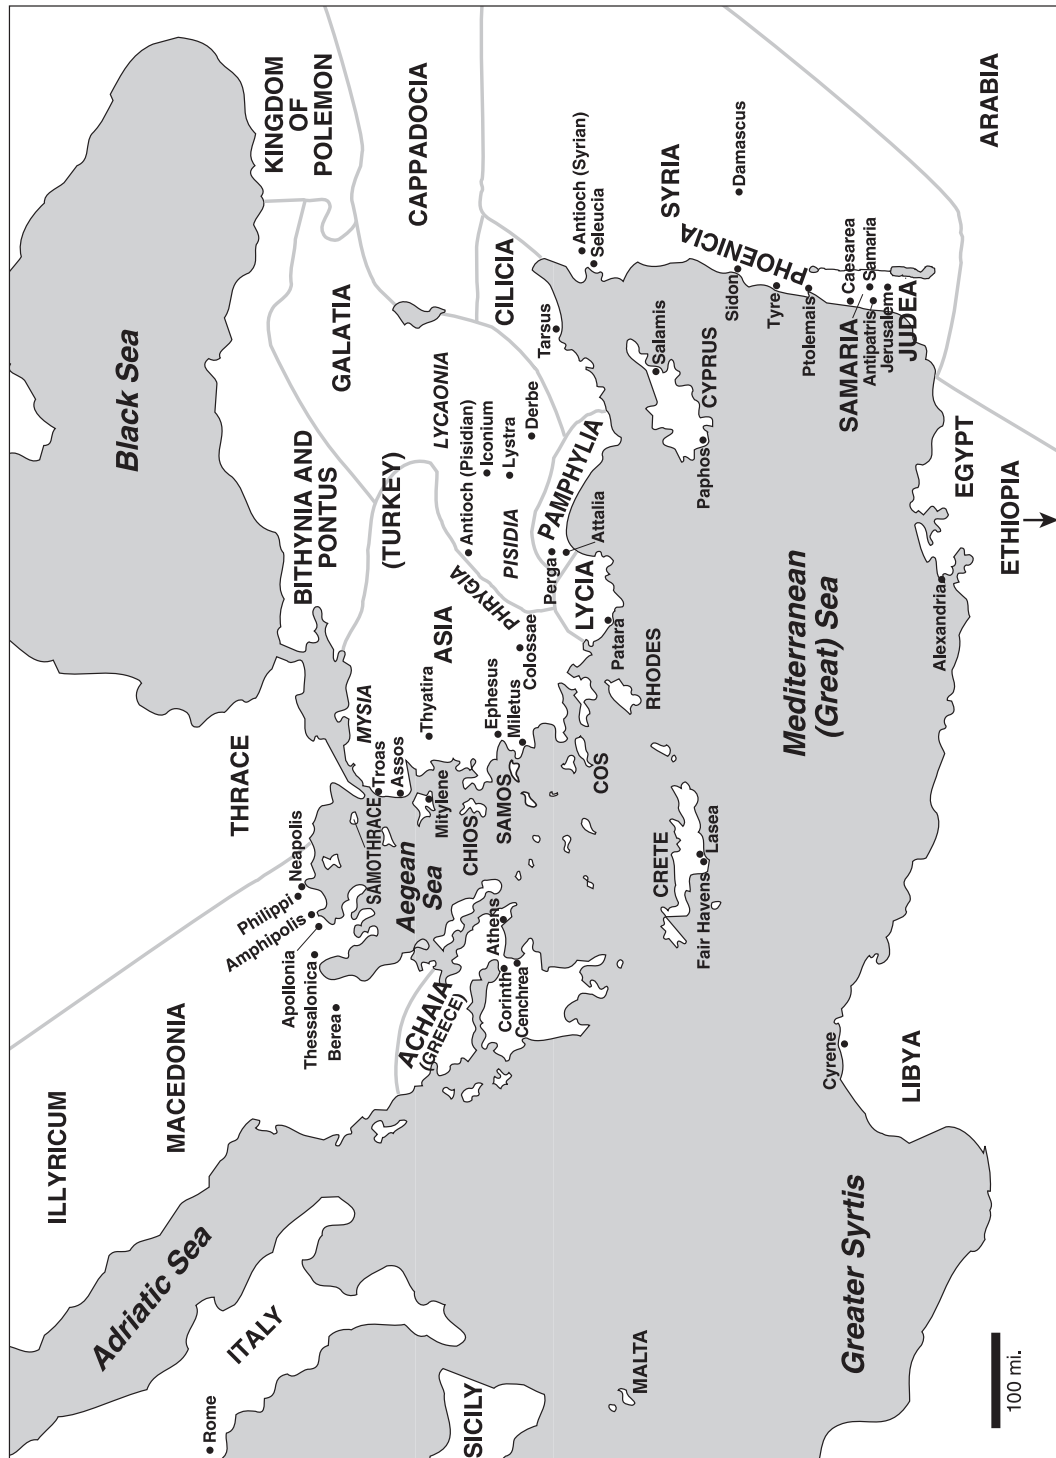 ILLYRICUM
MACEDONIA
THRACE
Black Sea
KINGDOM
OF
POLEMON
CAPPADOCIA
GALATIA
BITHYNIA AND
PONTUS
(TURKEY)
Adriatic Sea
ITALY
Rome
SICILY
MALTA
Philippi
Neapolis
Amphipolis
Apollonia
Thessalonica
Berea
SAMOTHRACE
Aegean
Sea
MYSIA
Troas
Assos
Mitylene
Thyatira
ASIA
PHRYGIA
LYCAONIA
Antioch (Pisidian)
Iconium
Lystra
Derbe
PISIDIA
CILICIA
Tarsus
Antioch (Syrian)
Seleucia
SYRIA
Damascus
PHOENICIA
Sidon
Tyre
Ptolemais
Caesarea
Samaria
SAMARIA
Antipatris
Jerusalem
JUDEA
ARABIA
CHIOS
SAMOS
Ephesus
Miletus
Colossae
Perga
PAMPHYLIA
Attalia
LYCIA
Patara
RHODES
COS
CYPRUS
Salamis
Paphos
ACHAIA
(GREECE)
Athens
Corinth
Cenchrea
CRETE
Lasea
Fair Havens
Mediterranean
(Great) Sea
Cyrene
LIBYA
Greater Syrtis
Alexandria
EGYPT
ETHIOPIA
100 mi.